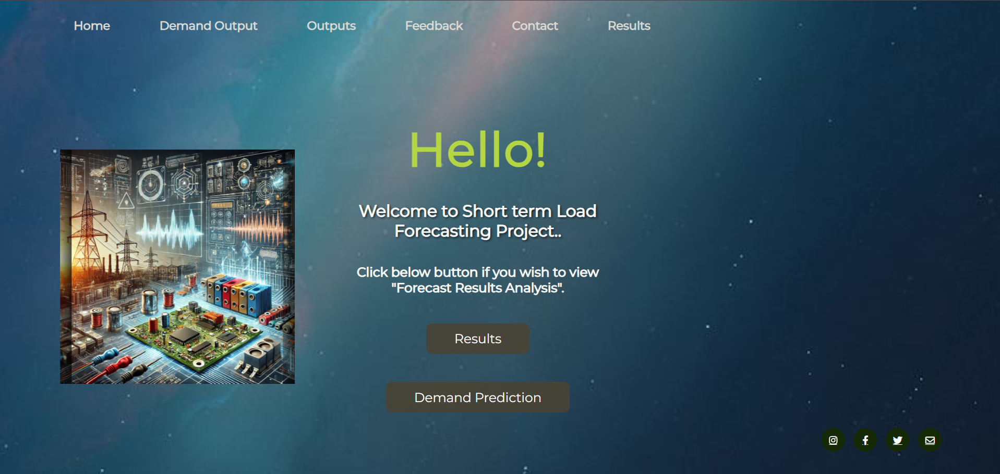 Home Demand Output Outputs Feedback Contact Results
Hello!
Welcome to Short term Load
Forecasting Project..
Click below button if you wish to view
"Forecast Results Analysis".
Results
Demand Prediction